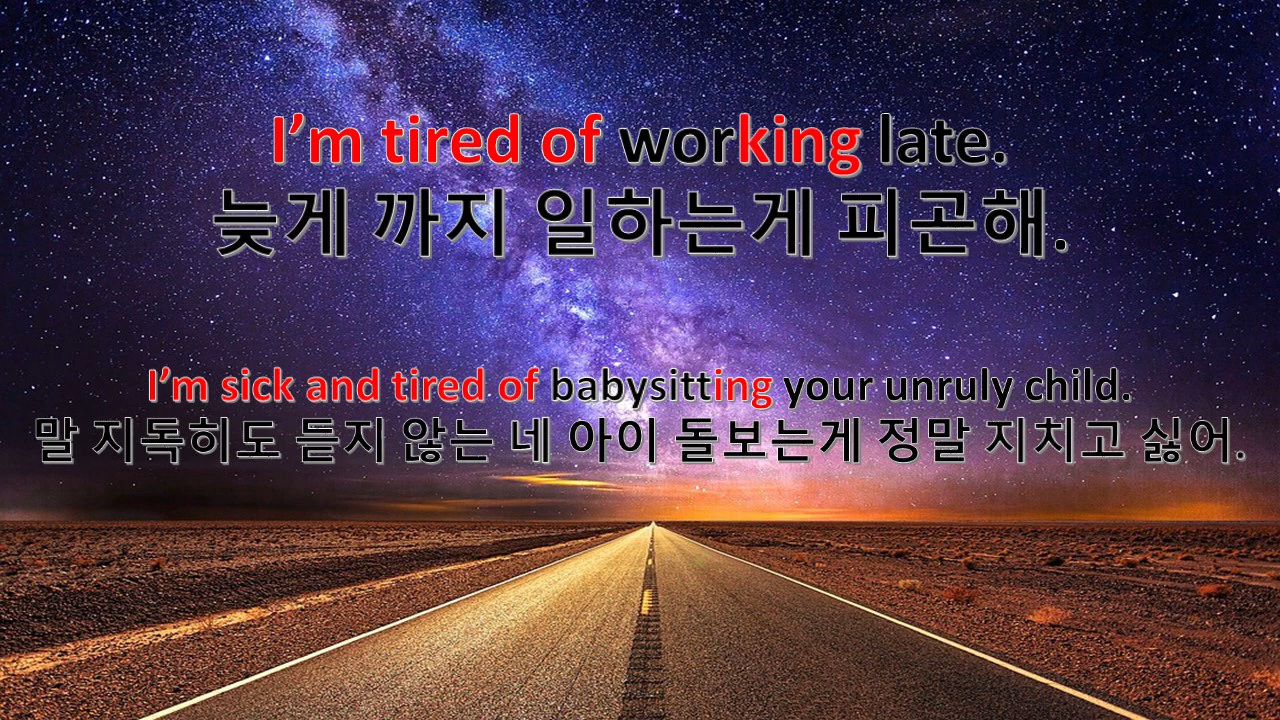 I’m tired of working late.
늦게 까지 일하는게 피곤해.
I’m sick and tired of babysitting your unruly child.
말 지독히도 듣지 않는 네 아이 돌보는게 정말 지치고 싫어.